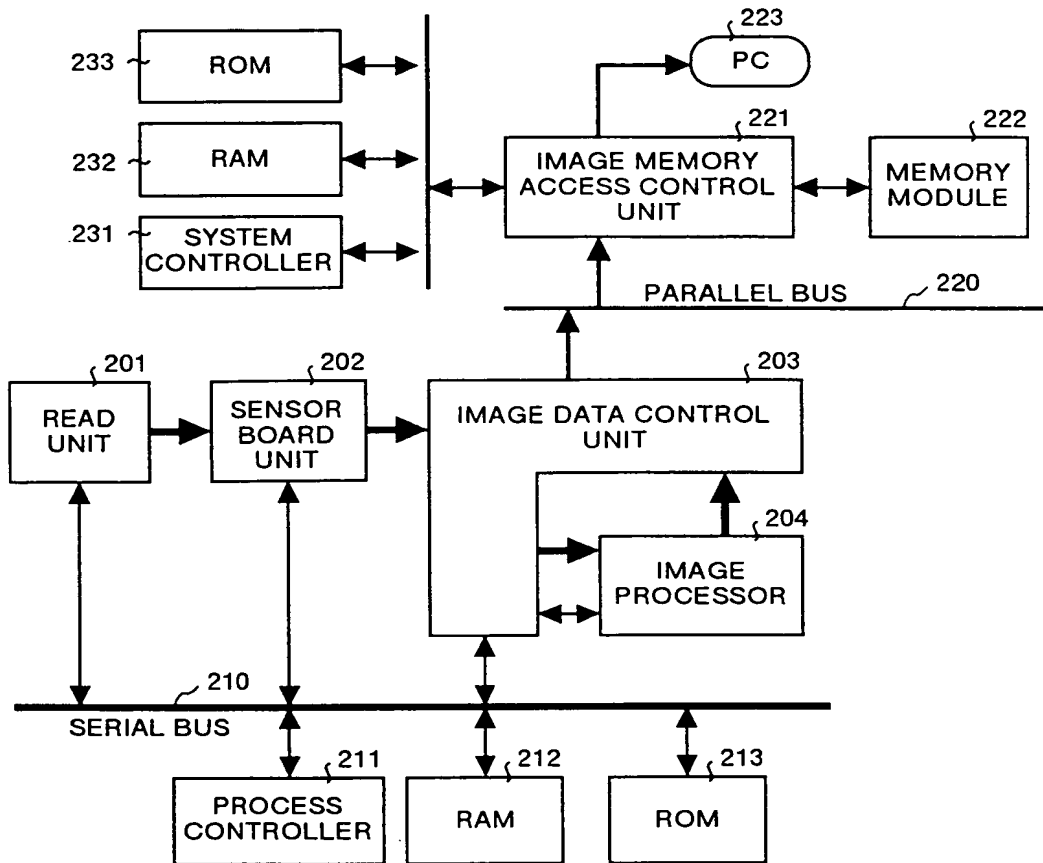 223
PC
233
ROM
221
222
IMAGE MEMORY
ACCESS CONTROL
UNIT
MEMORY
MODULE
232
RAM
231
SYSTEM
CONTROLLER
PARALLEL BUS
220
201
READ
UNIT
202
SENSOR
BOARD
UNIT
203
IMAGE DATA CONTROL
UNIT
204
IMAGE
PROCESSOR
210
SERIAL BUS
211
PROCESS
CONTROLLER
212
RAM
213
ROM